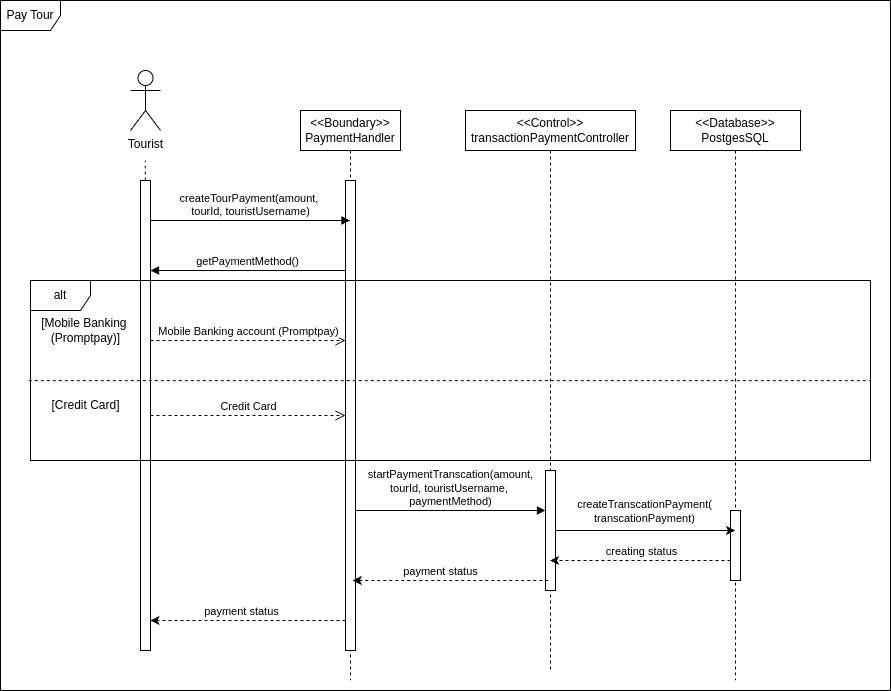 Pay Tour
Tourist
<<Boundary>>
PaymentHandler
<<Control>>
transactionPaymentController
<<Database>>
PostgesSQL
createTourPayment(amount,
tourId, touristUsername)
getPaymentMethod()
alt
[Mobile Banking
(Promptpay)]
Mobile Banking account (Promptpay)
[Credit Card]
Credit Card
startPaymentTranscation(amount,
tourId, touristUsername,
paymentMethod)
createTranscationPayment(
transcationPayment)
creating status
payment status
payment status